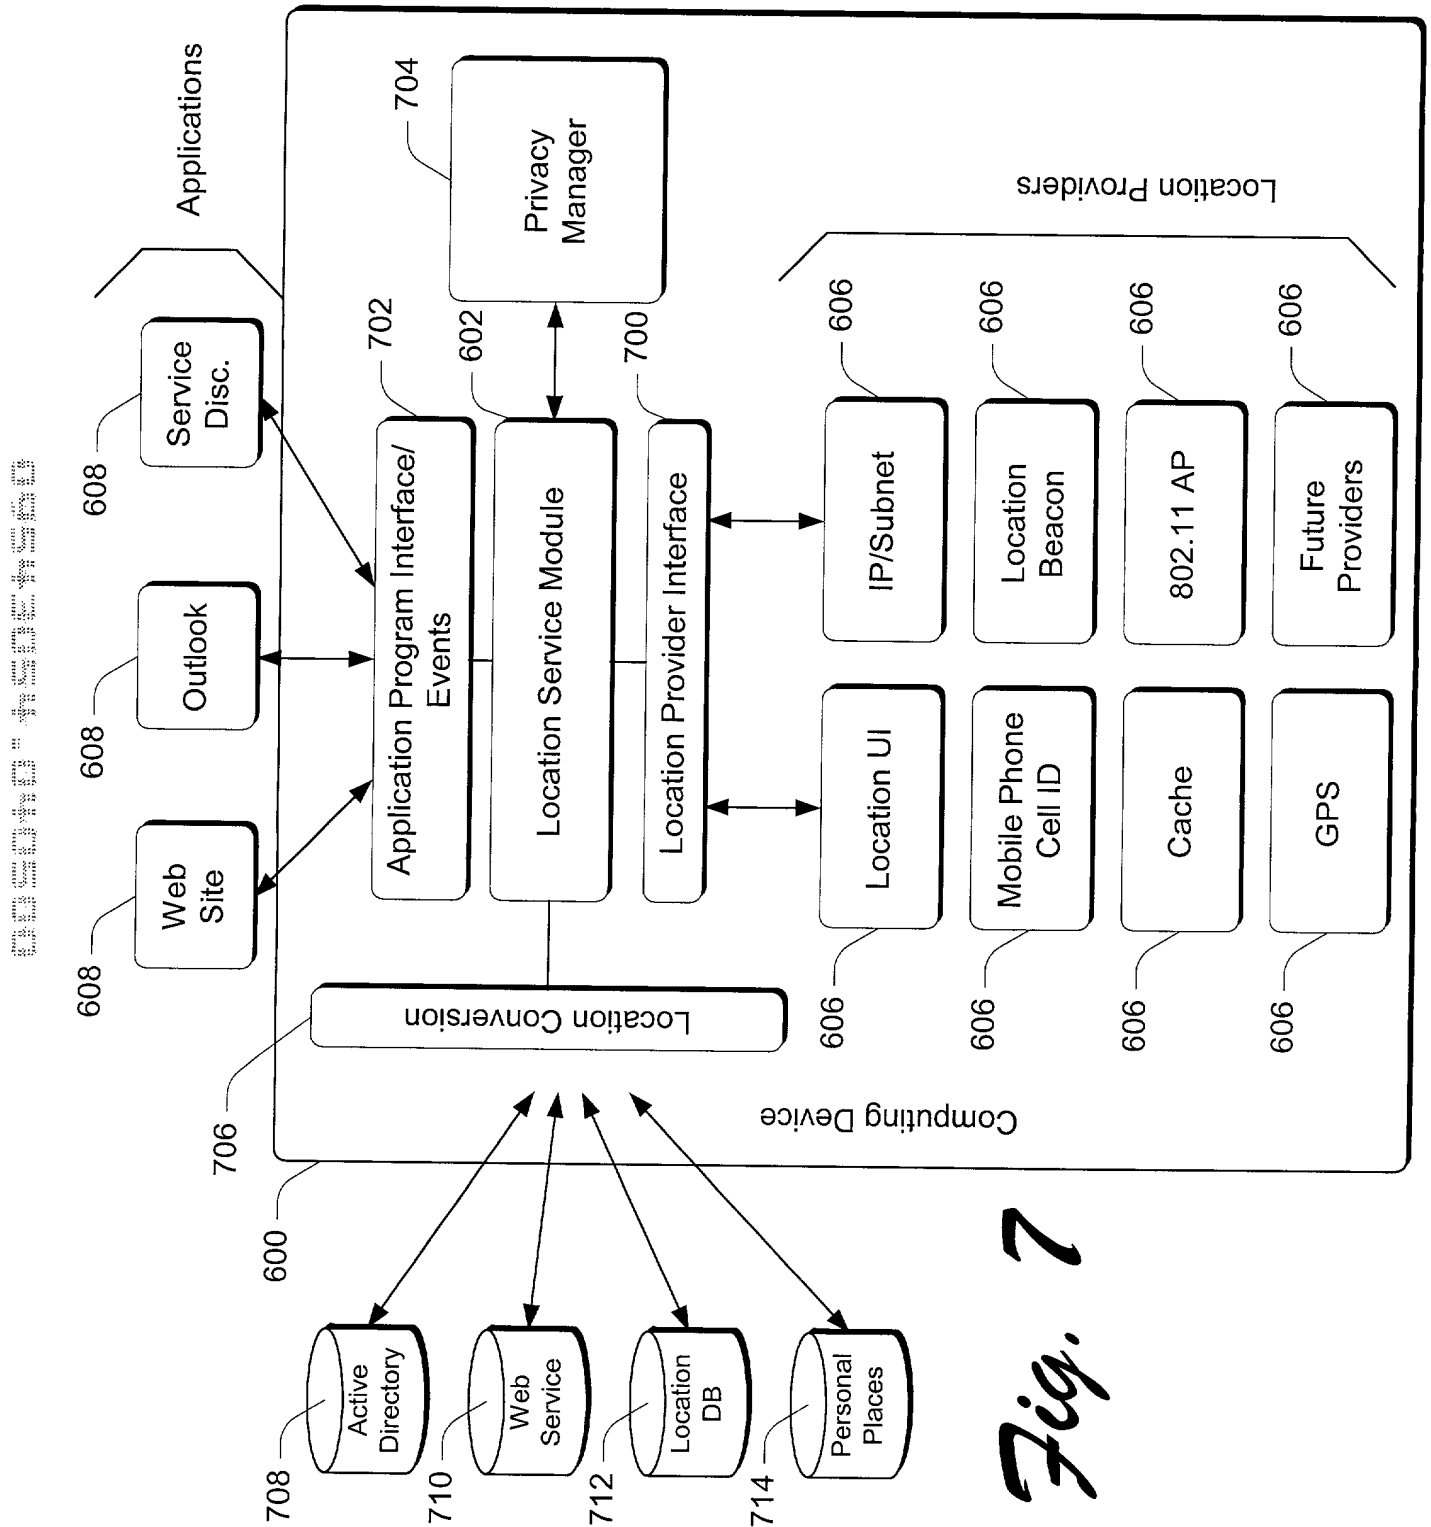 Applications
608
608
608
Web
Site
Outlook
Service
Disc.
600
706
702
Application Program Interface/
Events
602
Location Service Module
704
Privacy
Manager
700
Location Provider Interface
Location Conversion
Computing Device
708
Active
Directory
710
Web
Service
712
Location
DB
714
Personal
Places
Location Providers
606
Location UI
606
IP/Subnet
606
Mobile Phone
Cell ID
606
Location
Beacon
606
Cache
606
802.11 AP
606
GPS
606
Future
Providers
Fig. 7